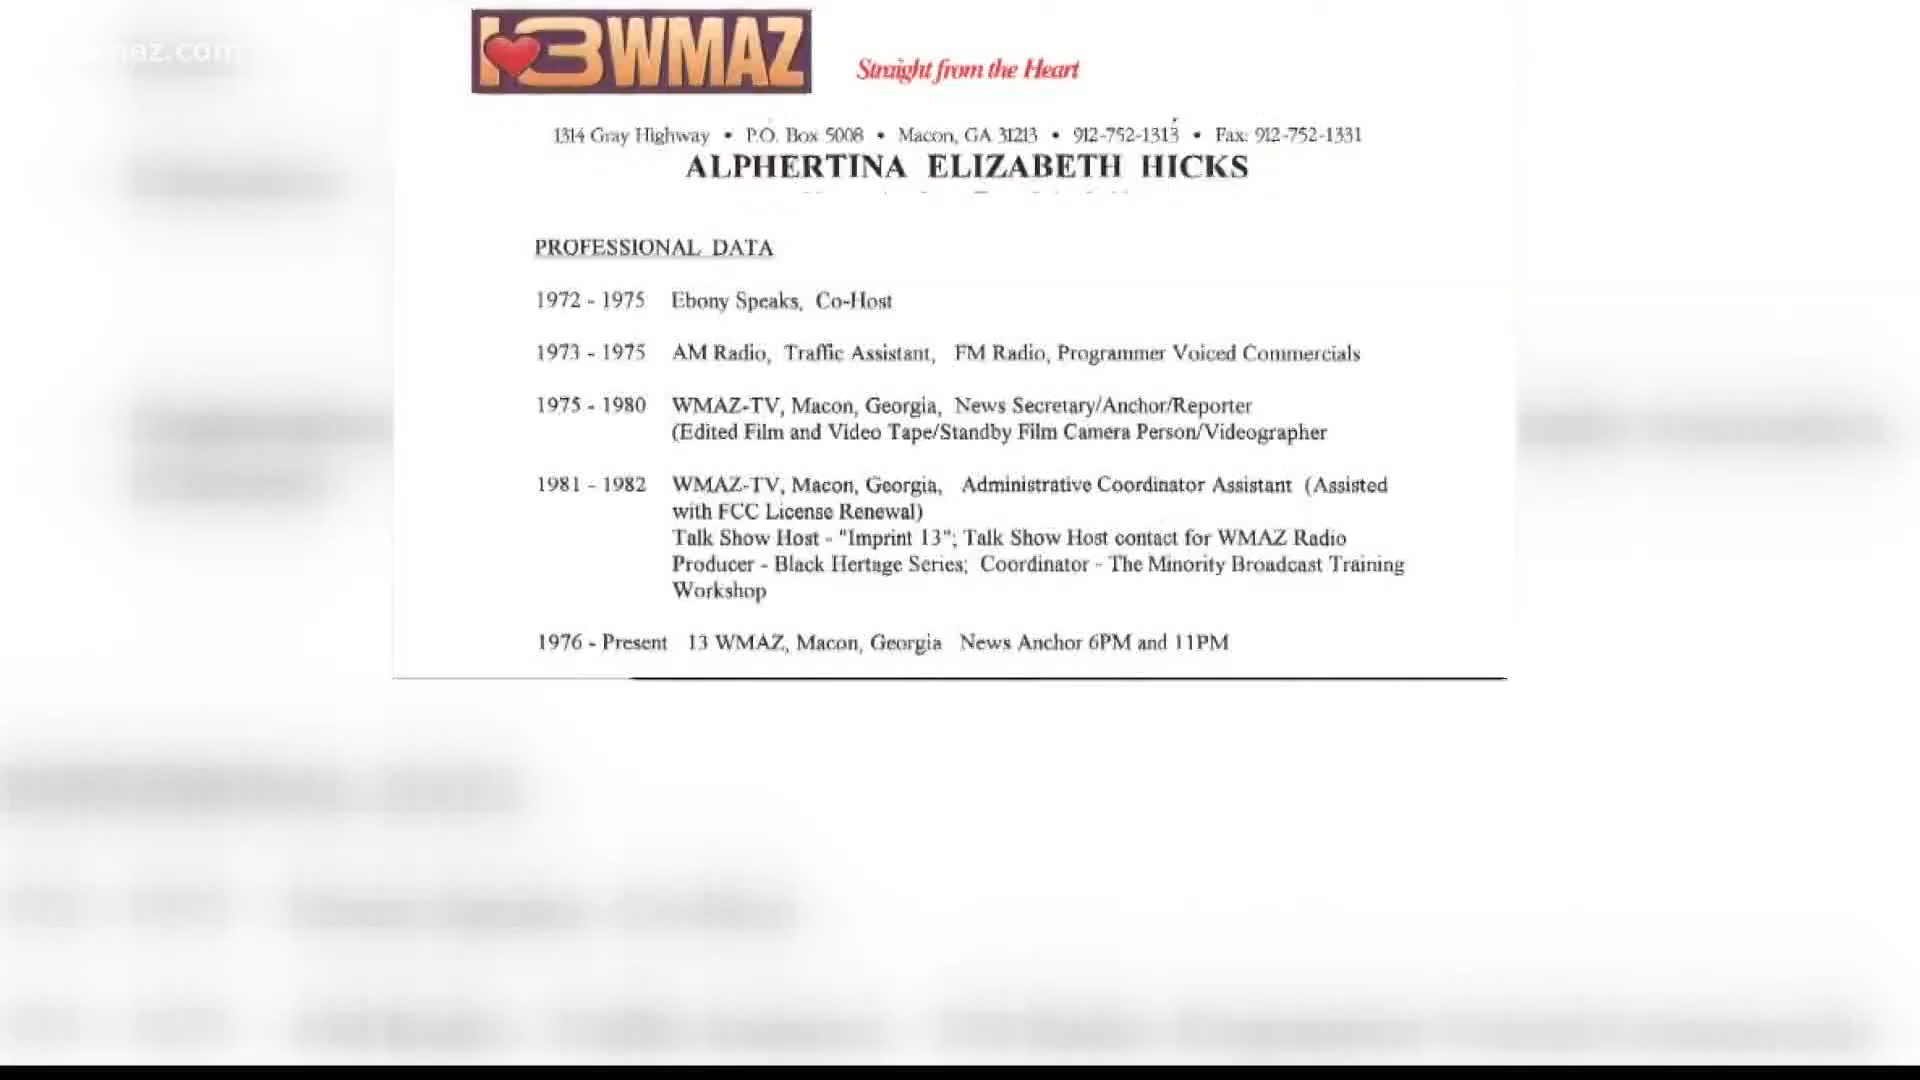 13WMAZ
Straight from the Heart
1314 Gray Highway • P.O. Box 5008 • Macon, GA 31213 • 912-752-1313 • Fax: 912-752-1331
ALPHERTINA ELIZABETH HICKS
PROFESSIONAL DATA
1972 - 1975 Ebony Speaks, Co-Host
1973 - 1975 AM Radio, Traffic Assistant, FM Radio, Programmer Voiced Commercials
1975 - 1980 WMAZ-TV, Macon, Georgia, News Secretary/Anchor/Reporter
(Edited Film and Video Tape/Standby Film Camera Person/Videographer
1981 - 1982 WMAZ-TV, Macon, Georgia, Administrative Coordinator Assistant (Assisted
with FCC License Renewal)
Talk Show Host - "Imprint 13"; Talk Show Host contact for WMAZ Radio
Producer - Black Hertage Series; Coordinator - The Minority Broadcast Training
Workshop
1976 - Present 13 WMAZ, Macon, Georgia News Anchor 6PM and 11PM